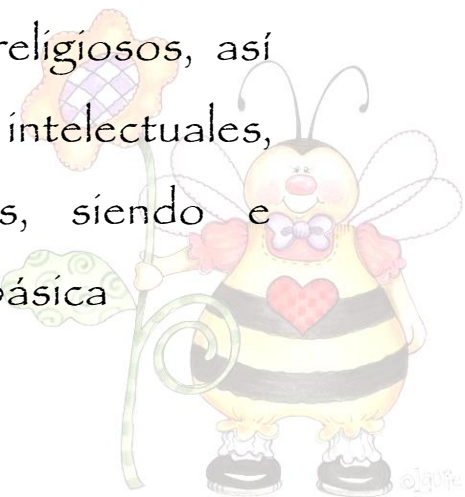 religiosos, así
intelectuales,
s, siendo e
básica